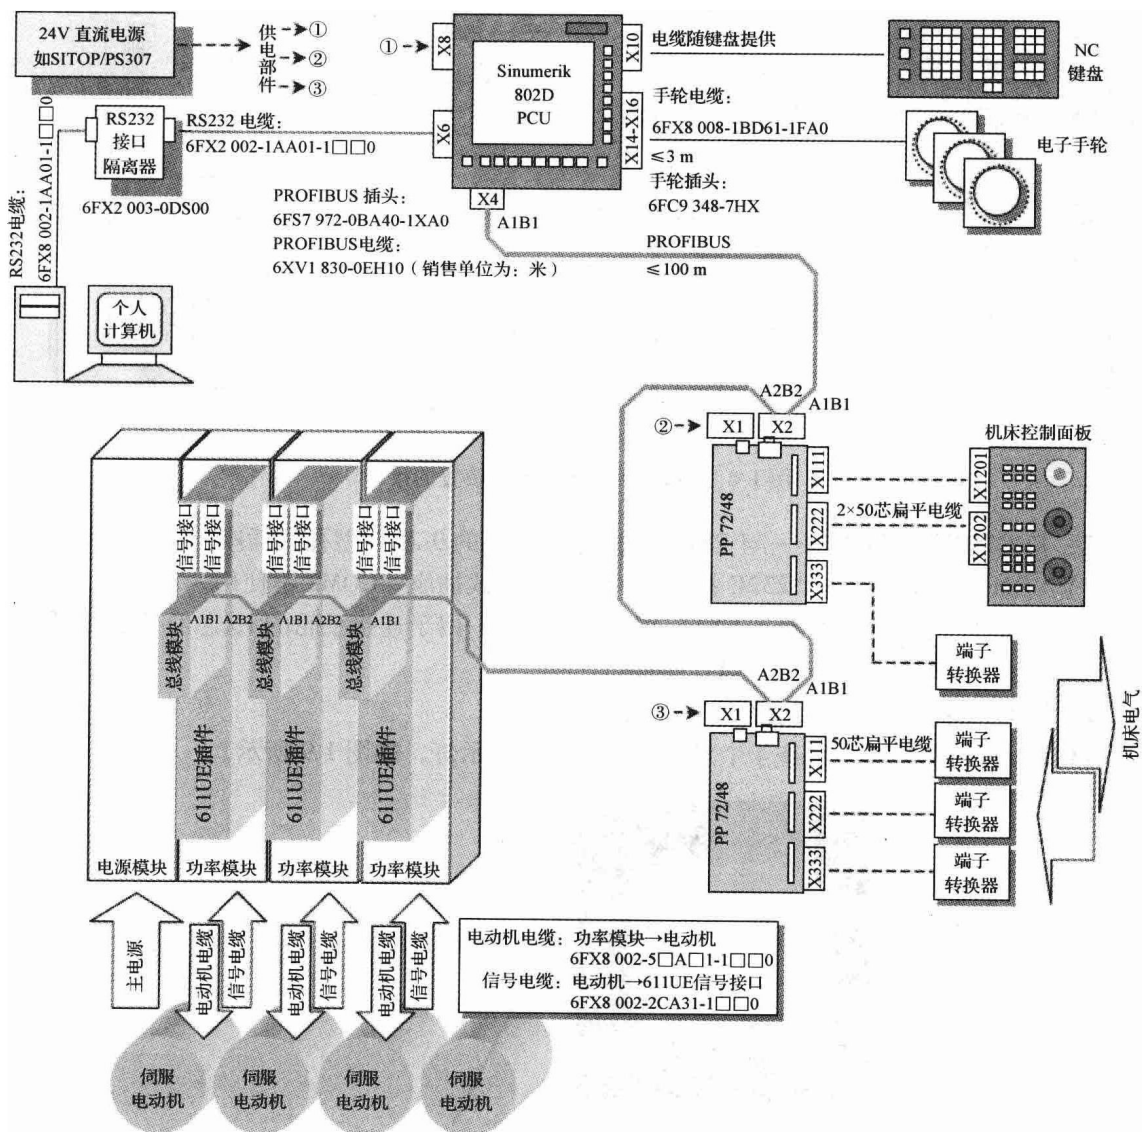 24V 直流电源
如SITOP/PS307
供电部件
①
②
③
① X8
Sinumerik
802D
PCU
X10
电缆随键盘提供
NC
键盘
RS232
接口
隔离器
6FX2 003-0DS00
RS232 电缆:
6FX2 002-1AA01-1□□0
X6
X14-X16
手轮电缆:
6FX8 008-1BD61-1FA0
≤3 m
手轮插头:
6FC9 348-7HX
电子手轮
RS232电缆:
6FX8 002-1AA01-1□□0
PROFIBUS 插头:
6FS7 972-0BA40-1XA0
PROFIBUS电缆:
6XV1 830-0EH10（销售单位为: 米）
X4
A1B1
PROFIBUS
≤100 m
个人
计算机
A2B2
A1B1
② X1 X2
PP 72/48
X111
X222
X333
2×50芯扁平电缆
机床控制面板
X1201
X1202
端子
转换器
A2B2
A1B1
③ X1 X2
PP 72/48
X111
X222
X333
50芯扁平电缆
端子
转换器
端子
转换器
端子
转换器
机床电气
信号接口 信号接口 信号接口 信号接口 信号接口 信号接口
A1B1 A2B2 A1B1 A2B2 A1B1
总线模块 总线模块 总线模块
611UE插件 611UE插件 611UE插件
电源模块 功率模块 功率模块 功率模块
主电源
电动机电缆 信号电缆 电动机电缆 信号电缆 电动机电缆 信号电缆
电动机电缆: 功率模块→电动机
6FX8 002-5□A□1-1□□0
信号电缆: 电动机→611UE信号接口
6FX8 002-2CA31-1□□0
伺服 伺服 伺服 伺服
电动机 电动机 电动机 电动机